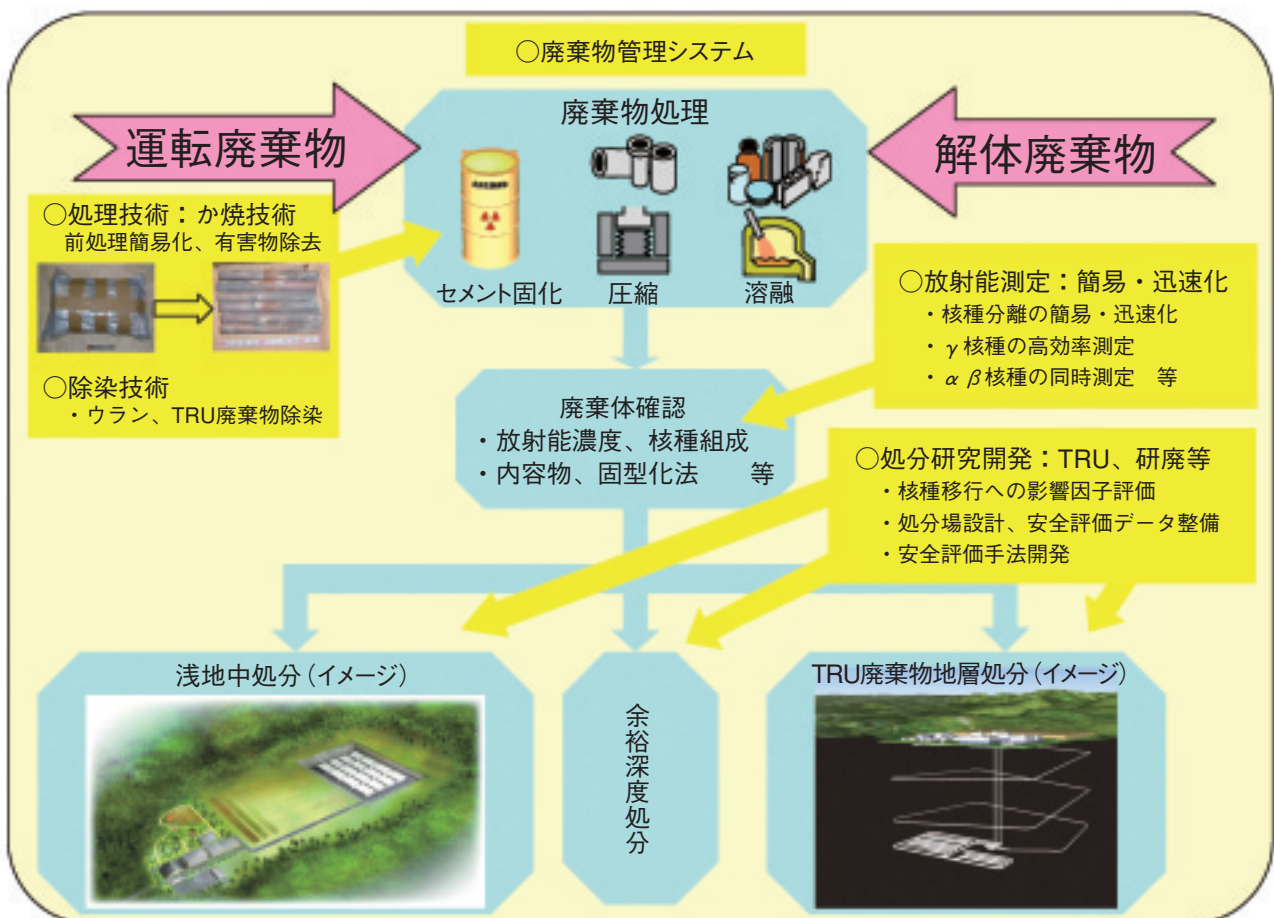 ○廃棄物管理システム
廃棄物処理
運転廃棄物
解体廃棄物
セメント固化
圧縮
溶融
○処理技術：か焼技術
前処理簡易化、有害物除去
○除染技術
・ウラン、TRU廃棄物除染
○放射能測定：簡易・迅速化
・核種分離の簡易・迅速化
・γ核種の高効率測定
・αβ核種の同時測定　等
廃棄体確認
・放射能濃度、核種組成
・内容物、固型化法　　等
○処分研究開発：TRU、研廃等
・核種移行への影響因子評価
・処分場設計、安全評価データ整備
・安全評価手法開発
浅地中処分（イメージ）
余裕深度処分
TRU廃棄物地層処分（イメージ）